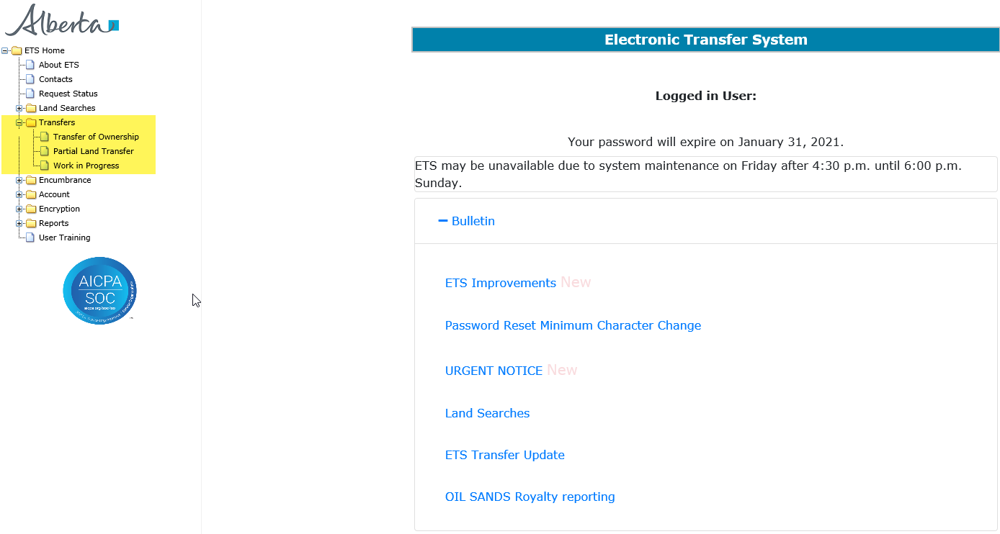 Alberta
ETS Home
About ETS
Contacts
Request Status
Land Searches
Transfers
Transfer of Ownership
Partial Land Transfer
Work in Progress
Encumbrance
Account
Encryption
Reports
User Training
AICPA
SOC
aicpa.org/soc4so
Electronic Transfer System
Logged in User:
Your password will expire on January 31, 2021.
ETS may be unavailable due to system maintenance on Friday after 4:30 p.m. until 6:00 p.m.
Sunday.
Bulletin
ETS Improvements New
Password Reset Minimum Character Change
URGENT NOTICE New
Land Searches
ETS Transfer Update
OIL SANDS Royalty reporting